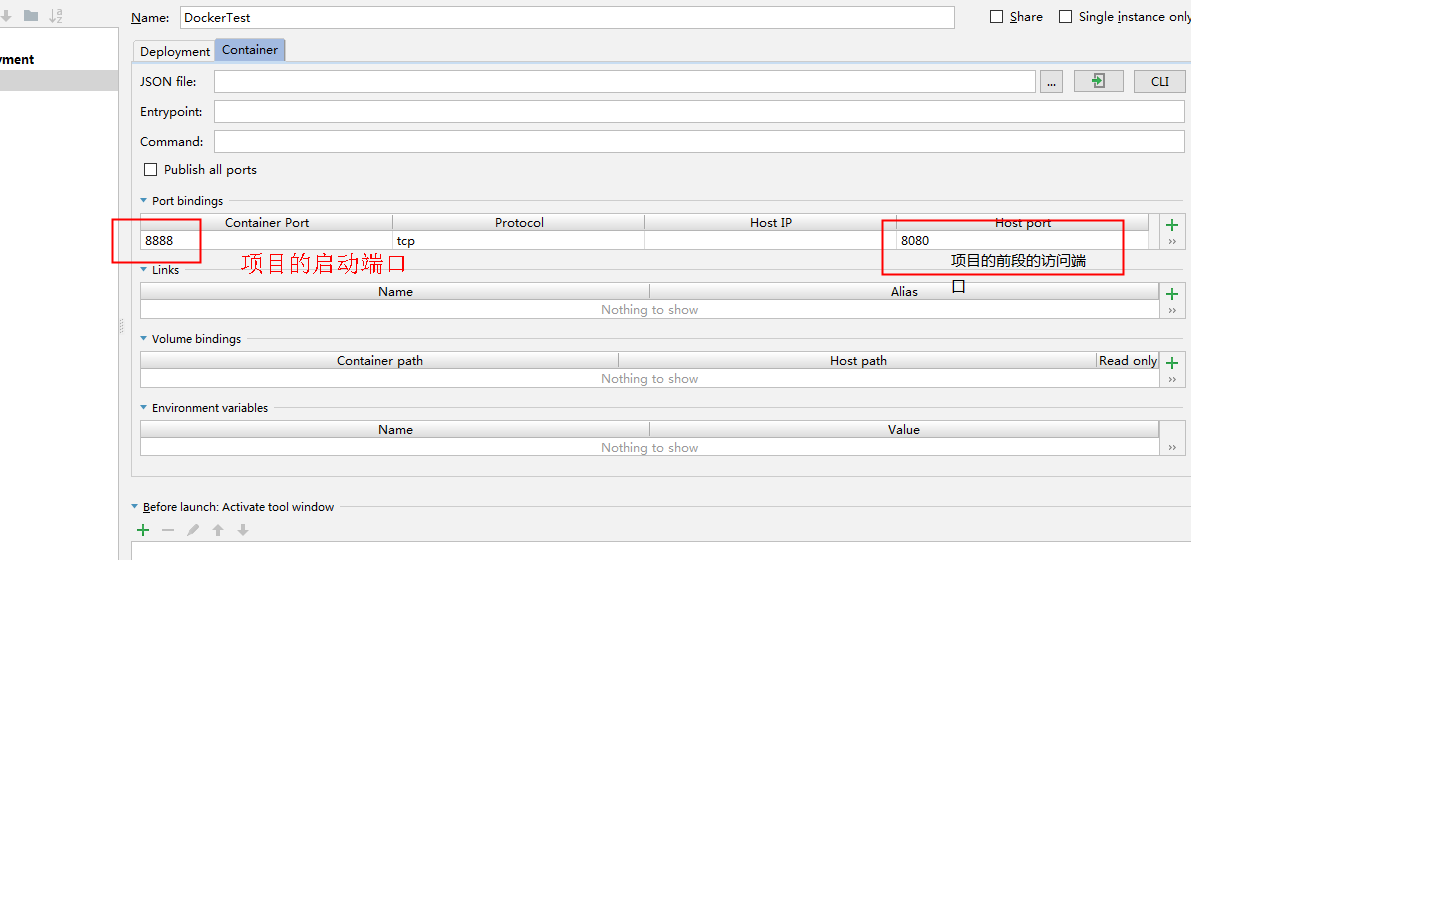 Name: DockerTest Share Single instance only
yment
Deployment Container
JSON file: ... CLI
Entrypoint:
Command:
Publish all ports
Port bindings
Container Port Protocol Host IP Host port
8888 tcp 8080
项目的启动端口
项目的前段的访问端
口
Links
Name Alias
Nothing to show
Volume bindings
Container path Host path Read only
Nothing to show
Environment variables
Name Value
Nothing to show
Before launch: Activate tool window